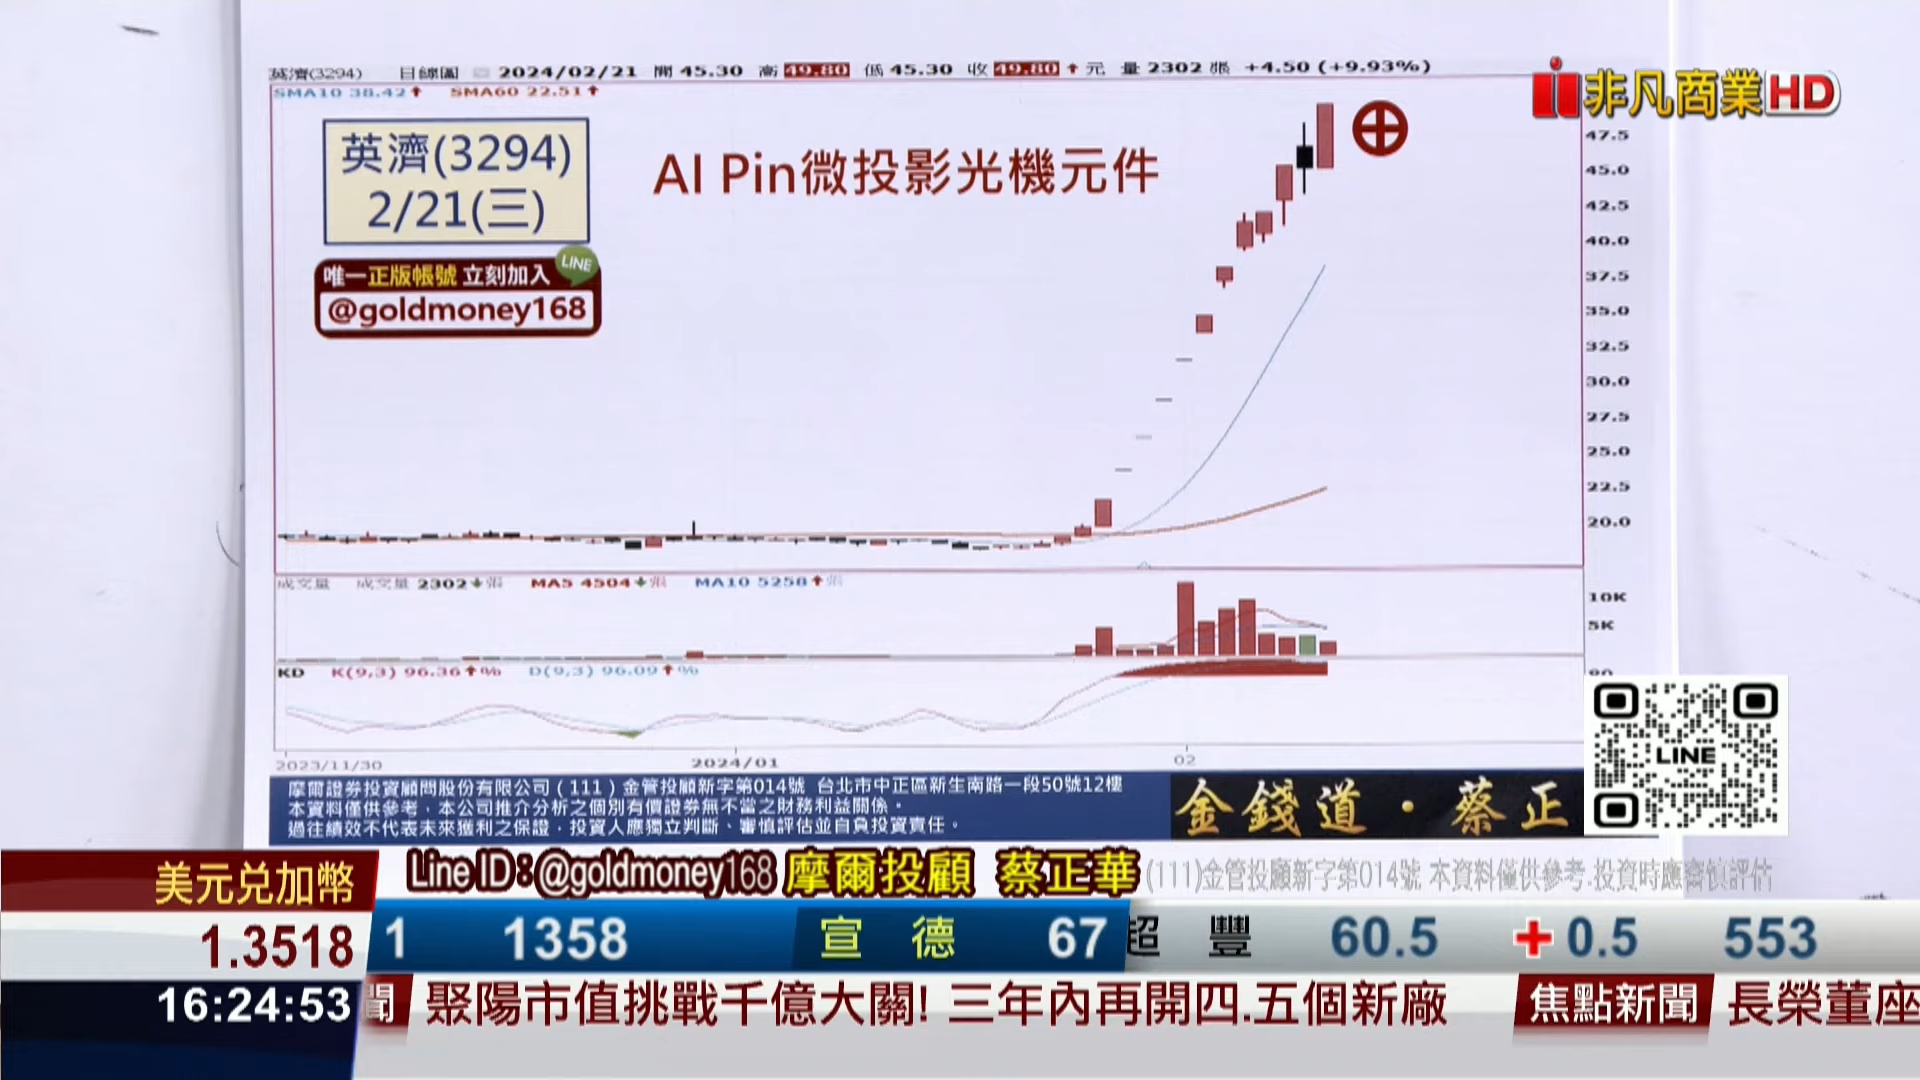 英濟(3294) 日線圖 2024/02/21 開 45.30 高 49.80 低 45.30 收 49.80 ↑ 元 量 2302 張 +4.50 (+9.93%)
SMA10 38.42↑ SMA60 22.51↑
非凡商業HD
英濟(3294)
2/21(三)
AI Pin微投影光機元件
唯一正版帳號 立刻加入
LINE
@goldmoney168
47.5
45.0
42.5
40.0
37.5
35.0
32.5
30.0
27.5
25.0
22.5
20.0
成交量 成交量 2302↓張 MA5 4504↓張 MA10 5258↑張
10K
5K
KD K(9,3) 96.36↑% D(9,3) 96.09↑%
80
LINE
2023/11/30 2024/01 02
摩爾證券投資顧問股份有限公司(111)金管投顧新字第014號 台北市中正區新生南路一段50號12樓
本資料僅供參考,本公司推介分析之個別有價證券無不當之財務利益關係。
過往績效不代表未來獲利之保證,投資人應獨立判斷、審慎評估並自負投資責任。
金錢道·蔡正
Line ID:@goldmoney168 摩爾投顧 蔡正華 (111)金管投顧新字第014號 本資料僅供參考.投資時應審慎評估
美元兌加幣
1.3518
1 1358 宣德 67 超豐 60.5 +0.5 553
16:24:53
聞 聚陽市值挑戰千億大關! 三年內再開四.五個新廠 焦點新聞 長榮董座